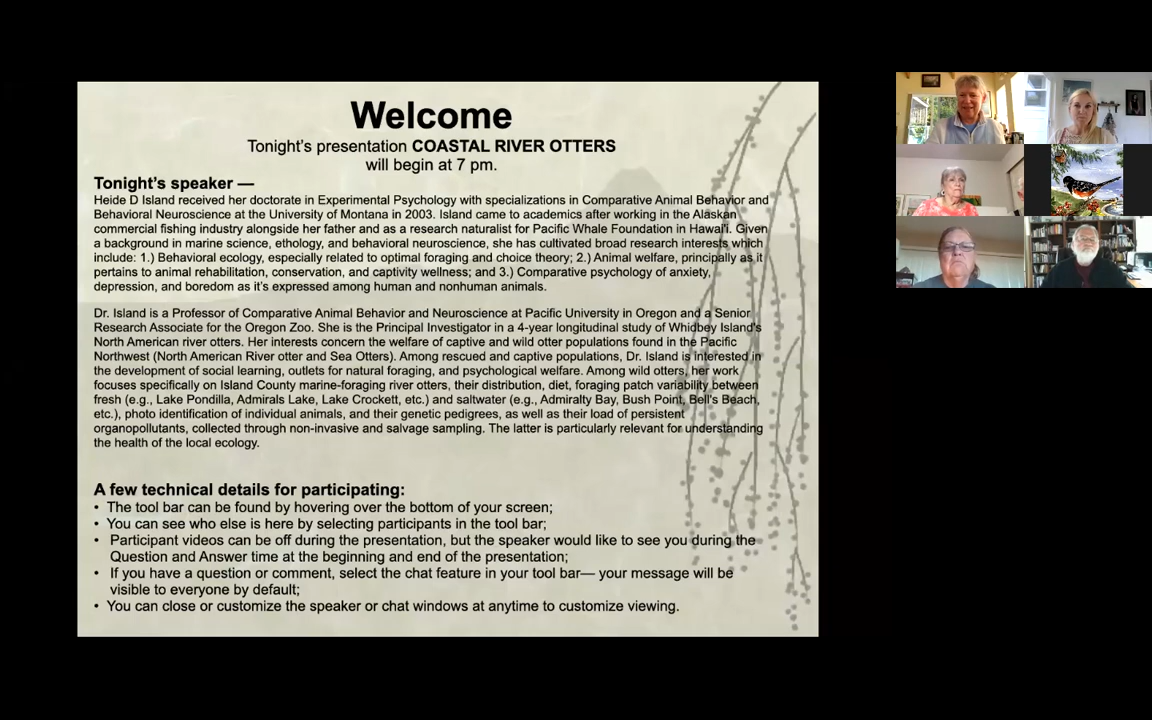 Welcome
Tonight's presentation COASTAL RIVER OTTERS
will begin at 7 pm.
Tonight's speaker —
Heide D Island received her doctorate in Experimental Psychology with specializations in Comparative Animal Behavior and
Behavioral Neuroscience at the University of Montana in 2003. Island came to academics after working in the Alaskan
commercial fishing industry alongside her father and as a research naturalist for Pacific Whale Foundation in Hawai'i. Given
a background in marine science, ethology, and behavioral neuroscience, she has cultivated broad research interests which
include: 1.) Behavioral ecology, especially related to optimal foraging and choice theory; 2.) Animal welfare, principally as it
pertains to animal rehabilitation, conservation, and captivity wellness; and 3.) Comparative psychology of anxiety,
depression, and boredom as it's expressed among human and nonhuman animals.
Dr. Island is a Professor of Comparative Animal Behavior and Neuroscience at Pacific University in Oregon and a Senior
Research Associate for the Oregon Zoo. She is the Principal Investigator in a 4-year longitudinal study of Whidbey Island's
North American river otters. Her interests concern the welfare of captive and wild otter populations found in the Pacific
Northwest (North American River otter and Sea Otters). Among rescued and captive populations, Dr. Island is interested in
the development of social learning, outlets for natural foraging, and psychological welfare. Among wild otters, her work
focuses specifically on Island County marine-foraging river otters, their distribution, diet, foraging patch variability between
fresh (e.g., Lake Pondilla, Admirals Lake, Lake Crockett, etc.) and saltwater (e.g., Admiralty Bay, Bush Point, Bell's Beach,
etc.), photo identification of individual animals, and their genetic pedigrees, as well as their load of persistent
organopollutants, collected through non-invasive and salvage sampling. The latter is particularly relevant for understanding
the health of the local ecology.
A few technical details for participating:
• The tool bar can be found by hovering over the bottom of your screen;
• You can see who else is here by selecting participants in the tool bar;
• Participant videos can be off during the presentation, but the speaker would like to see you during the
Question and Answer time at the beginning and end of the presentation;
• If you have a question or comment, select the chat feature in your tool bar— your message will be
visible to everyone by default;
• You can close or customize the speaker or chat windows at anytime to customize viewing.